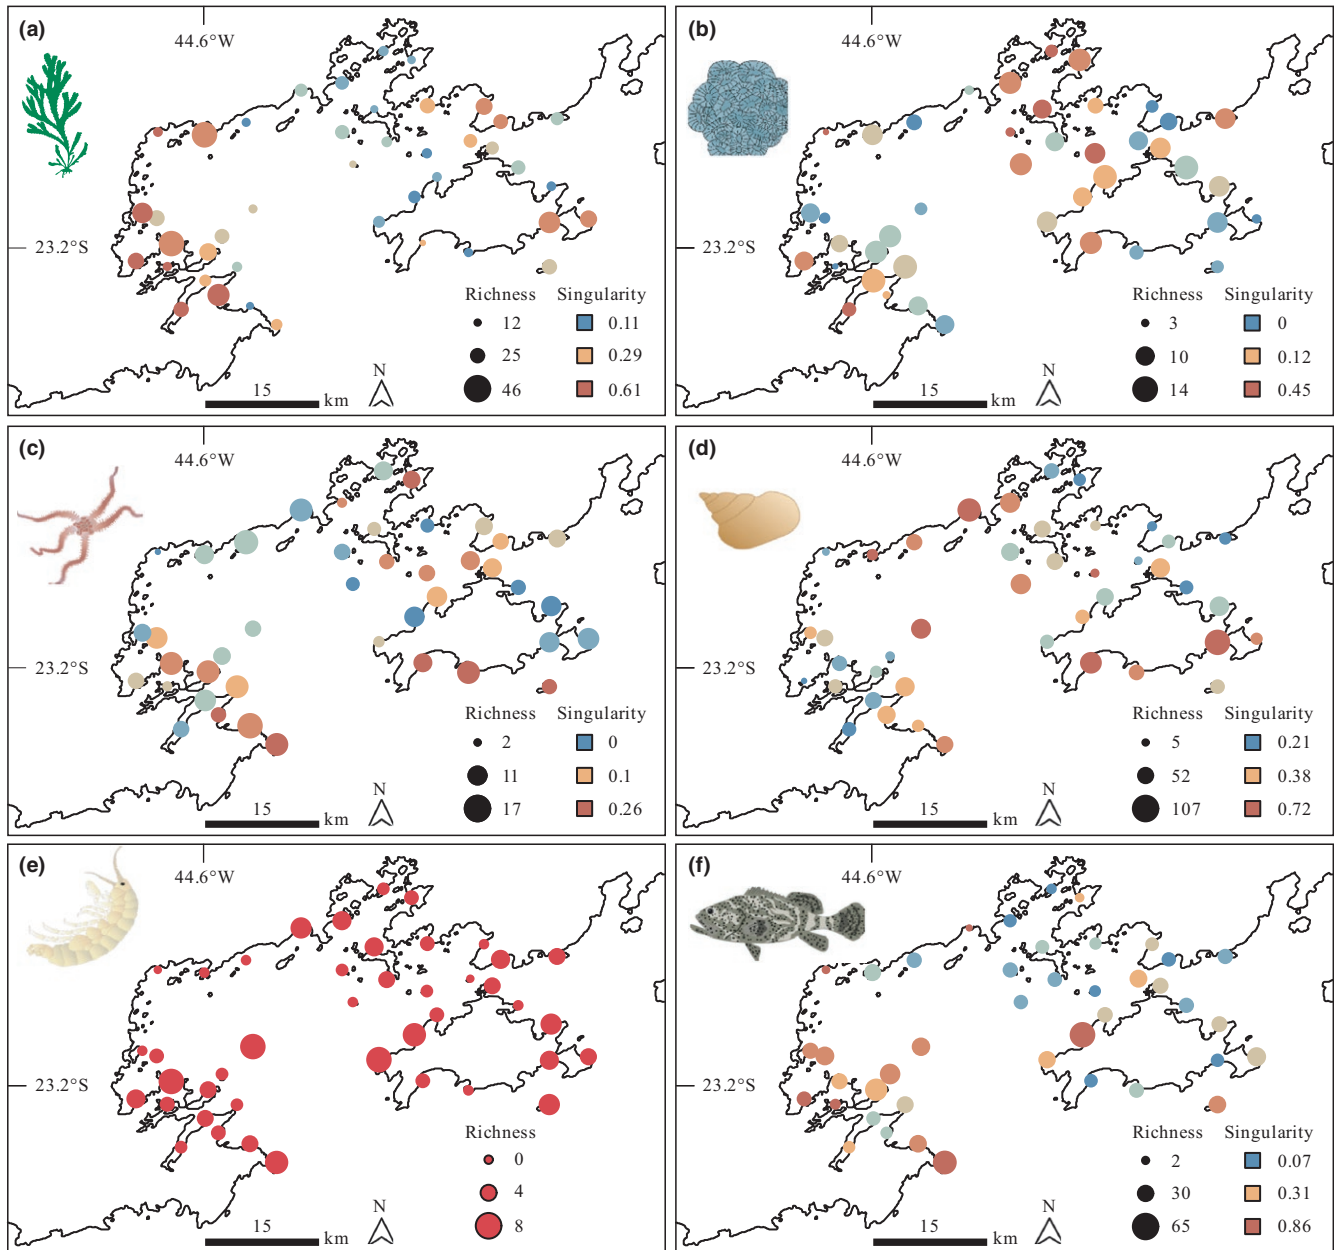 (a)
44.6°W
23.2°S
Richness Singularity
12 0.11
25 0.29
46 0.61
15
km
N
(b)
44.6°W
23.2°S
Richness Singularity
3 0
10 0.12
14 0.45
15
km
N
(c)
44.6°W
23.2°S
Richness Singularity
2 0
11 0.1
17 0.26
15
km
N
(d)
44.6°W
23.2°S
Richness Singularity
5 0.21
52 0.38
107 0.72
15
km
N
(e)
44.6°W
23.2°S
Richness
0
4
8
15
km
N
(f)
44.6°W
23.2°S
Richness Singularity
2 0.07
30 0.31
65 0.86
15
km
N